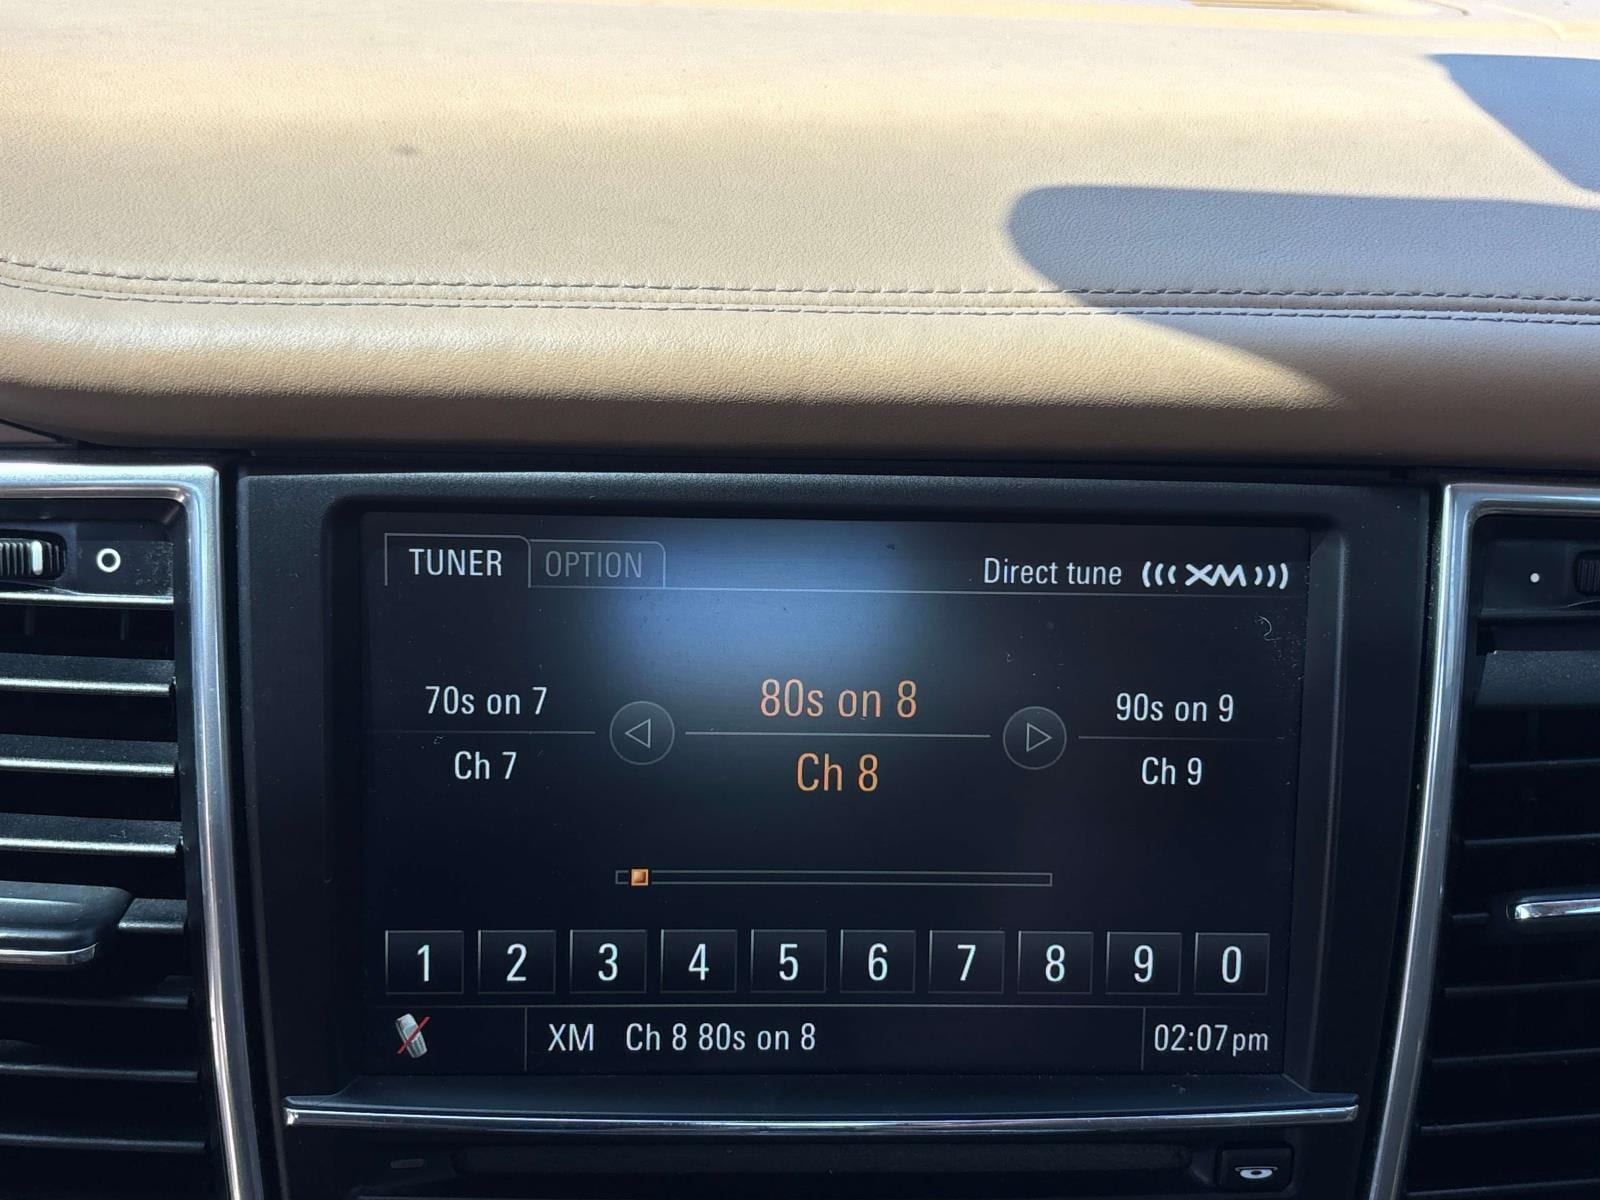 TUNER OPTION Direct tune XM
70s on 7 80s on 8 90s on 9
Ch 7 Ch 8 Ch 9
1 2 3 4 5 6 7 8 9 0
XM Ch 8 80s on 8 02:07pm